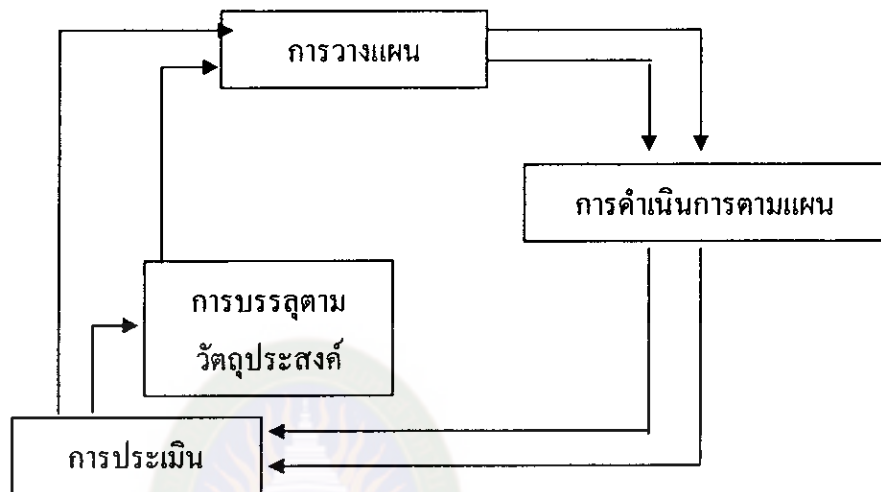 การวางแผน
การดำเนินการตามแผน
การบรรลุตาม
วัตถุประสงค์
การประเมิน